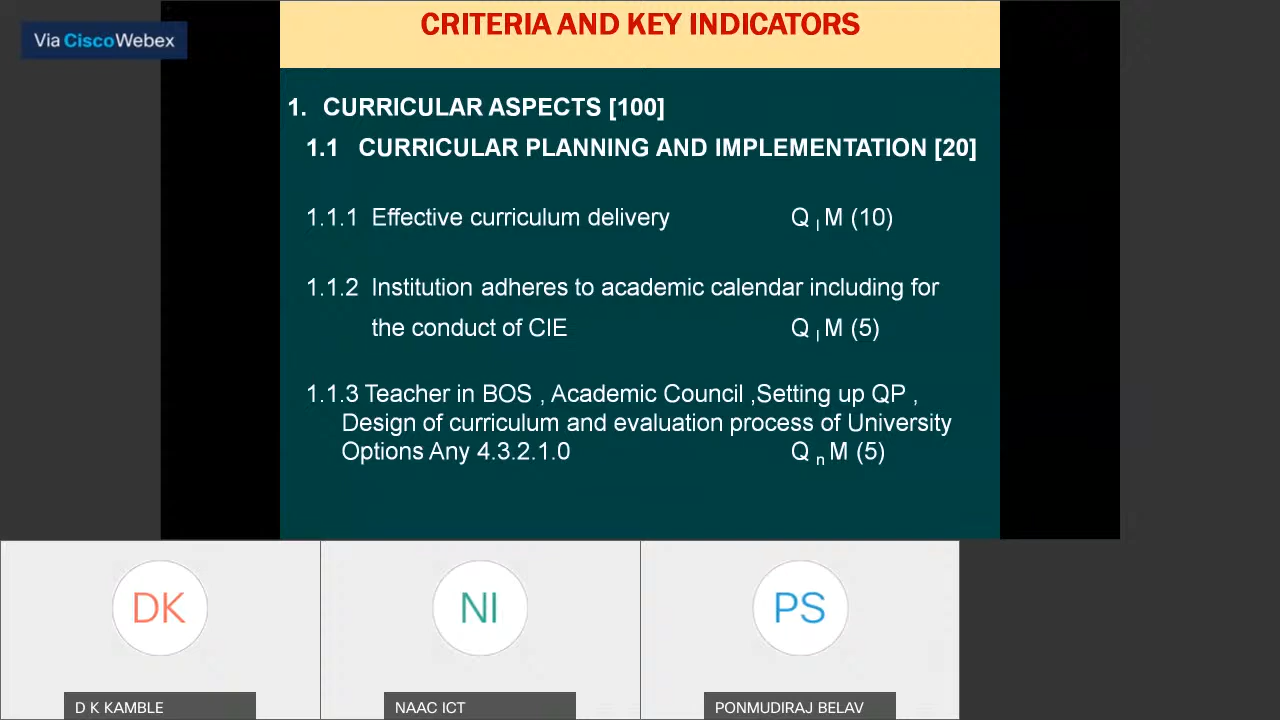 CRITERIA AND KEY INDICATORS
Via CiscoWebex
1. CURRICULAR ASPECTS [100]
1.1 CURRICULAR PLANNING AND IMPLEMENTATION [20]
1.1.1 Effective curriculum delivery Q l M (10)
1.1.2 Institution adheres to academic calendar including for
the conduct of CIE Q l M (5)
1.1.3 Teacher in BOS , Academic Council ,Setting up QP ,
Design of curriculum and evaluation process of University
Options Any 4.3.2.1.0 Q n M (5)
DK
NI
PS
D K KAMBLE
NAAC ICT
PONMUDIRAJ BELAV